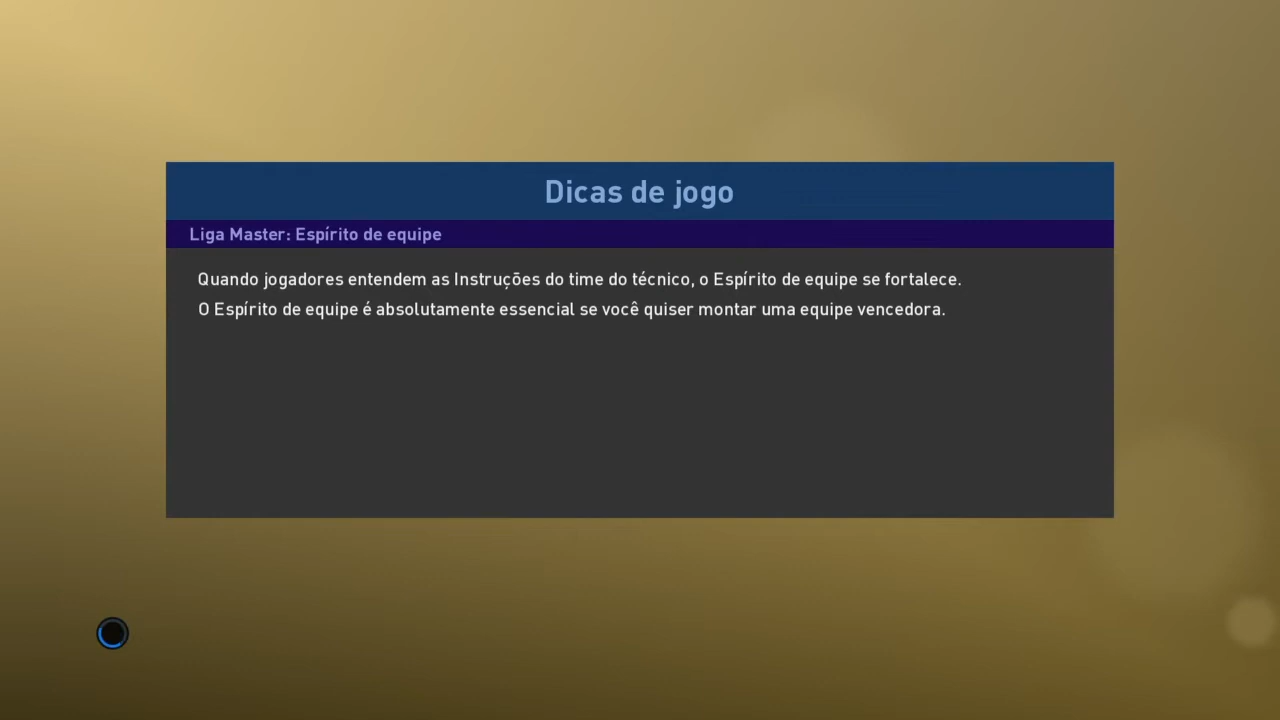 Dicas de jogo
Liga Master: Espírito de equipe
Quando jogadores entendem as Instruções do time do técnico, o Espírito de equipe se fortalece.
O Espírito de equipe é absolutamente essencial se você quiser montar uma equipe vencedora.